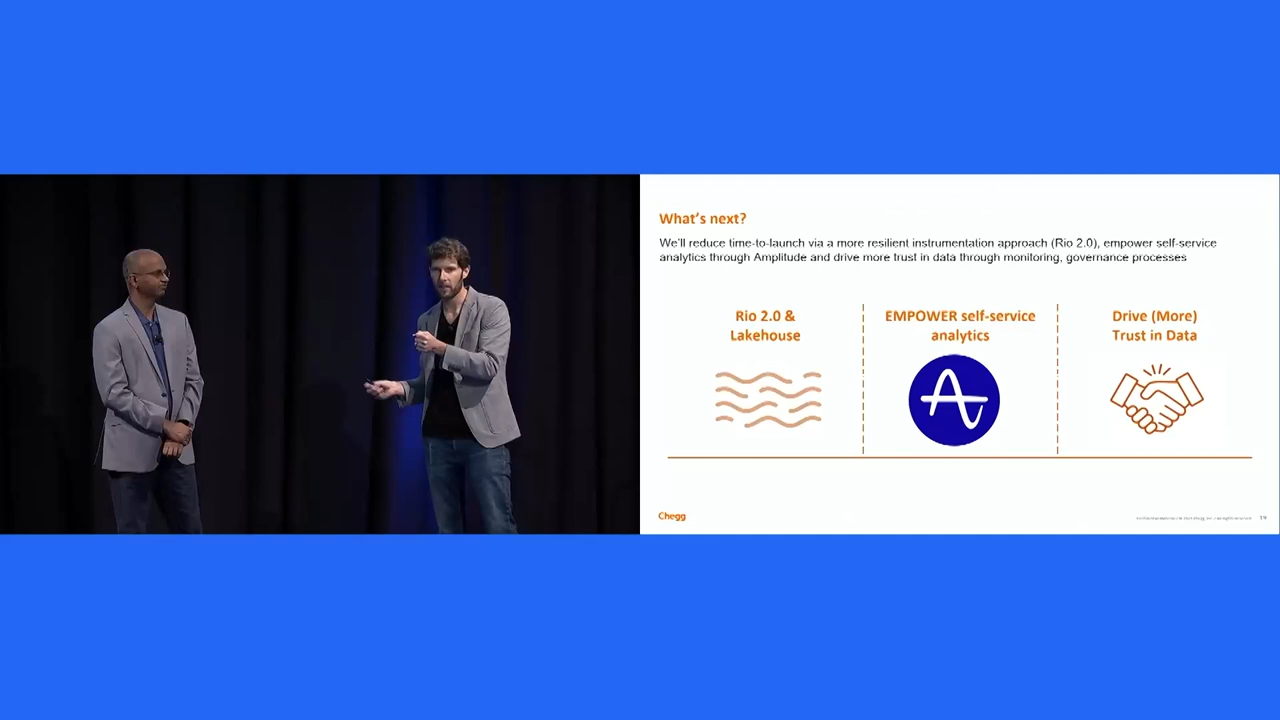 What's next?
We'll reduce time-to-launch via a more resilient instrumentation approach (Rio 2.0), empower self-service
analytics through Amplitude and drive more trust in data through monitoring, governance processes
Rio 2.0 &
Lakehouse
EMPOWER self-service
analytics
Drive (More)
Trust in Data
Chegg
19